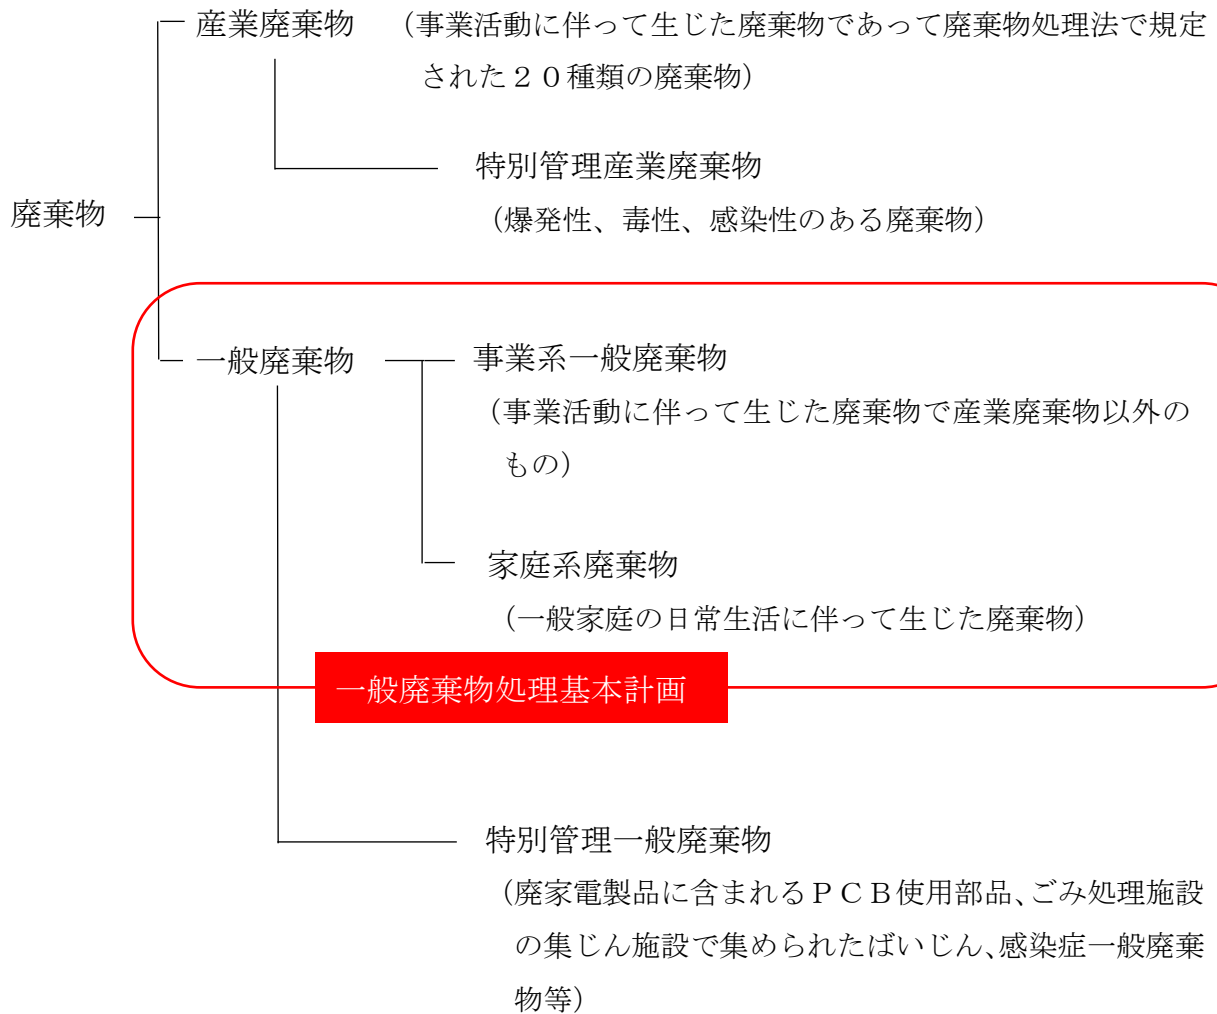 産業廃棄物 (事業活動に伴って生じた廃棄物であって廃棄物処理法で規定
された20種類の廃棄物)
特別管理産業廃棄物
(爆発性、毒性、感染性のある廃棄物)
廃棄物
一般廃棄物
事業系一般廃棄物
(事業活動に伴って生じた廃棄物で産業廃棄物以外の
もの)
家庭系廃棄物
(一般家庭の日常生活に伴って生じた廃棄物)
一般廃棄物処理基本計画
特別管理一般廃棄物
(廃家電製品に含まれるPCB使用部品、ごみ処理施設
の集じん施設で集められたばいじん、感染症一般廃棄
物等)